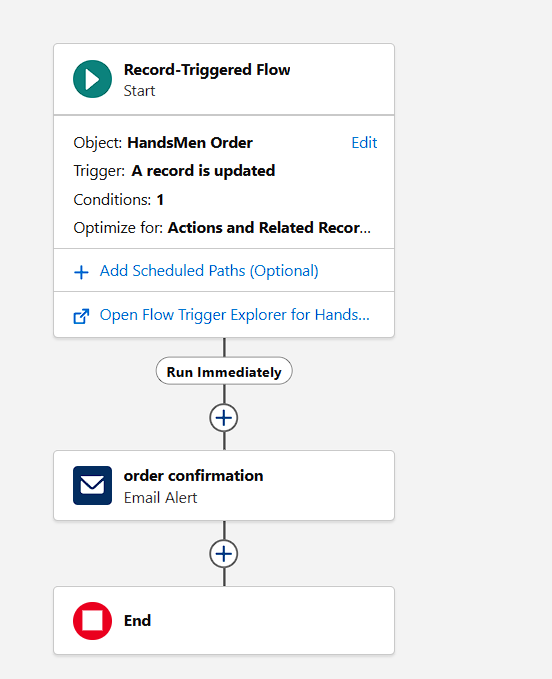 Record-Triggered Flow
Start
Object: HandsMen Order
Edit
Trigger: A record is updated
Conditions: 1
Optimize for: Actions and Related Recor...
Add Scheduled Paths (Optional)
Open Flow Trigger Explorer for Hands...
Run Immediately
order confirmation
Email Alert
End